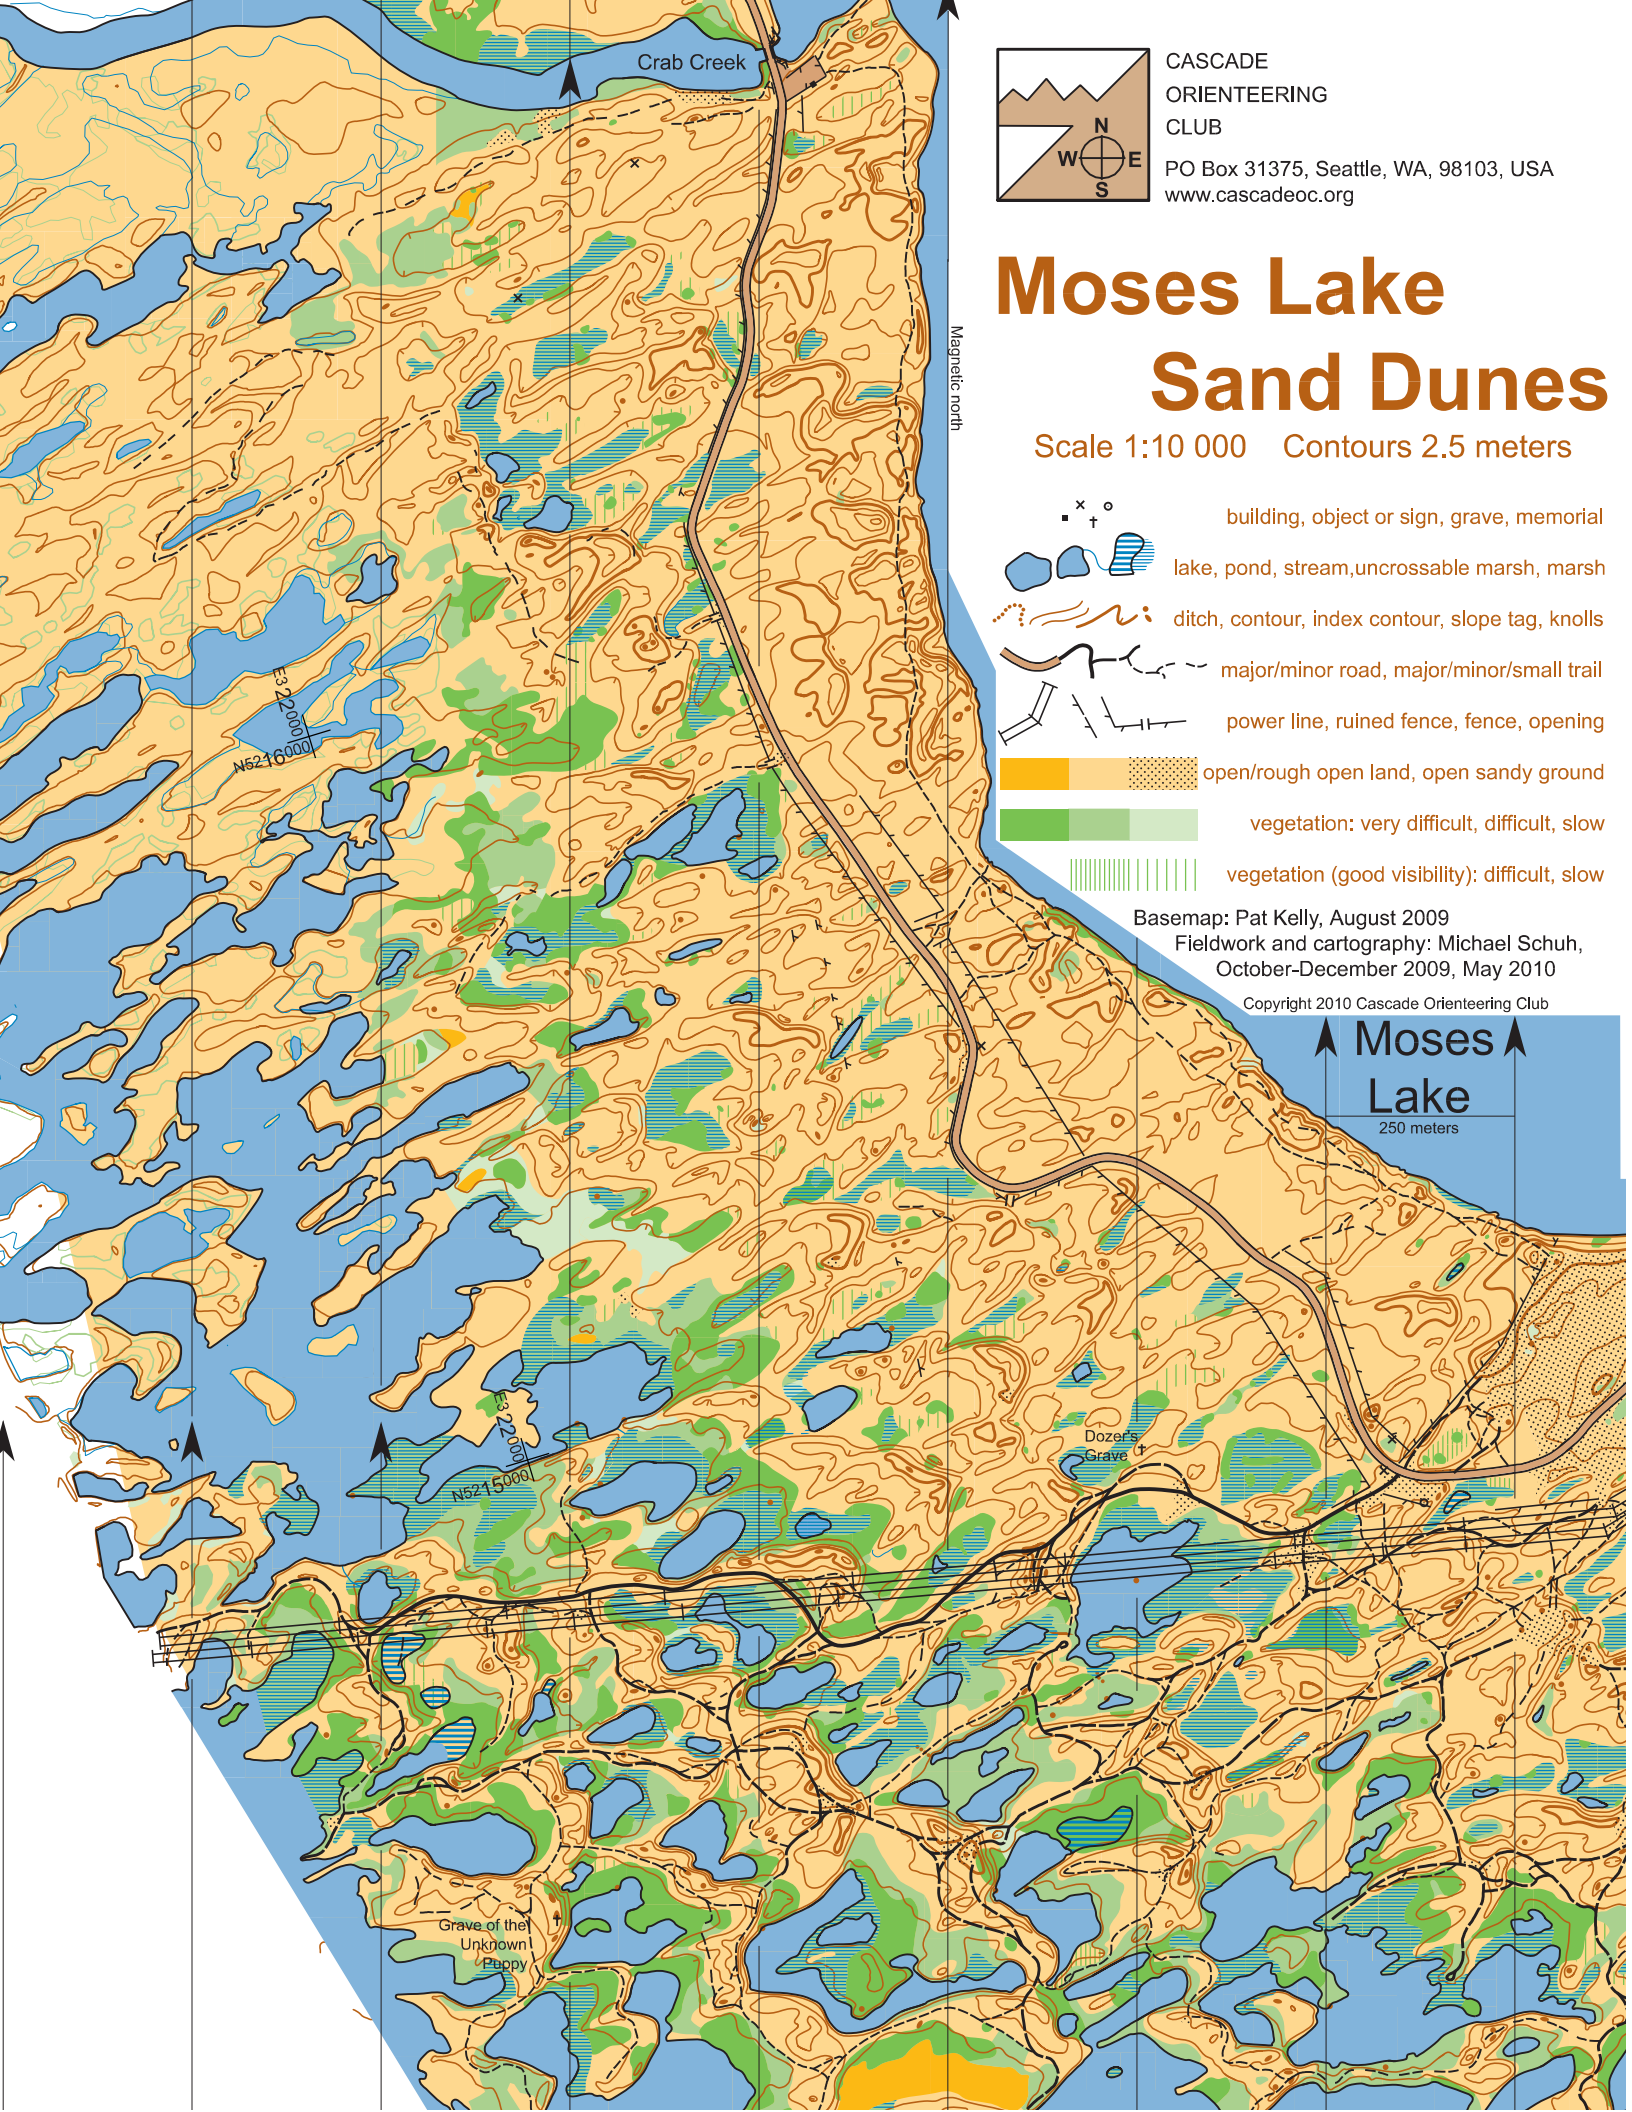 Crab Creek
CASCADE
ORIENTEERING
CLUB
N
W E
S
PO Box 31375, Seattle, WA, 98103, USA
www.cascadeoc.org
Moses Lake
Sand Dunes
Scale 1:10 000 Contours 2.5 meters
Magnetic north
building, object or sign, grave, memorial
lake, pond, stream,uncrossable marsh, marsh
ditch, contour, index contour, slope tag, knolls
major/minor road, major/minor/small trail
power line, ruined fence, fence, opening
open/rough open land, open sandy ground
vegetation: very difficult, difficult, slow
vegetation (good visibility): difficult, slow
Basemap: Pat Kelly, August 2009
Fieldwork and cartography: Michael Schuh,
October-December 2009, May 2010
Copyright 2010 Cascade Orienteering Club
Moses
Lake
250 meters
E322000
N5216000
E322000
N5215000
Dozer's
Grave
Grave of the
Unknown
Puppy